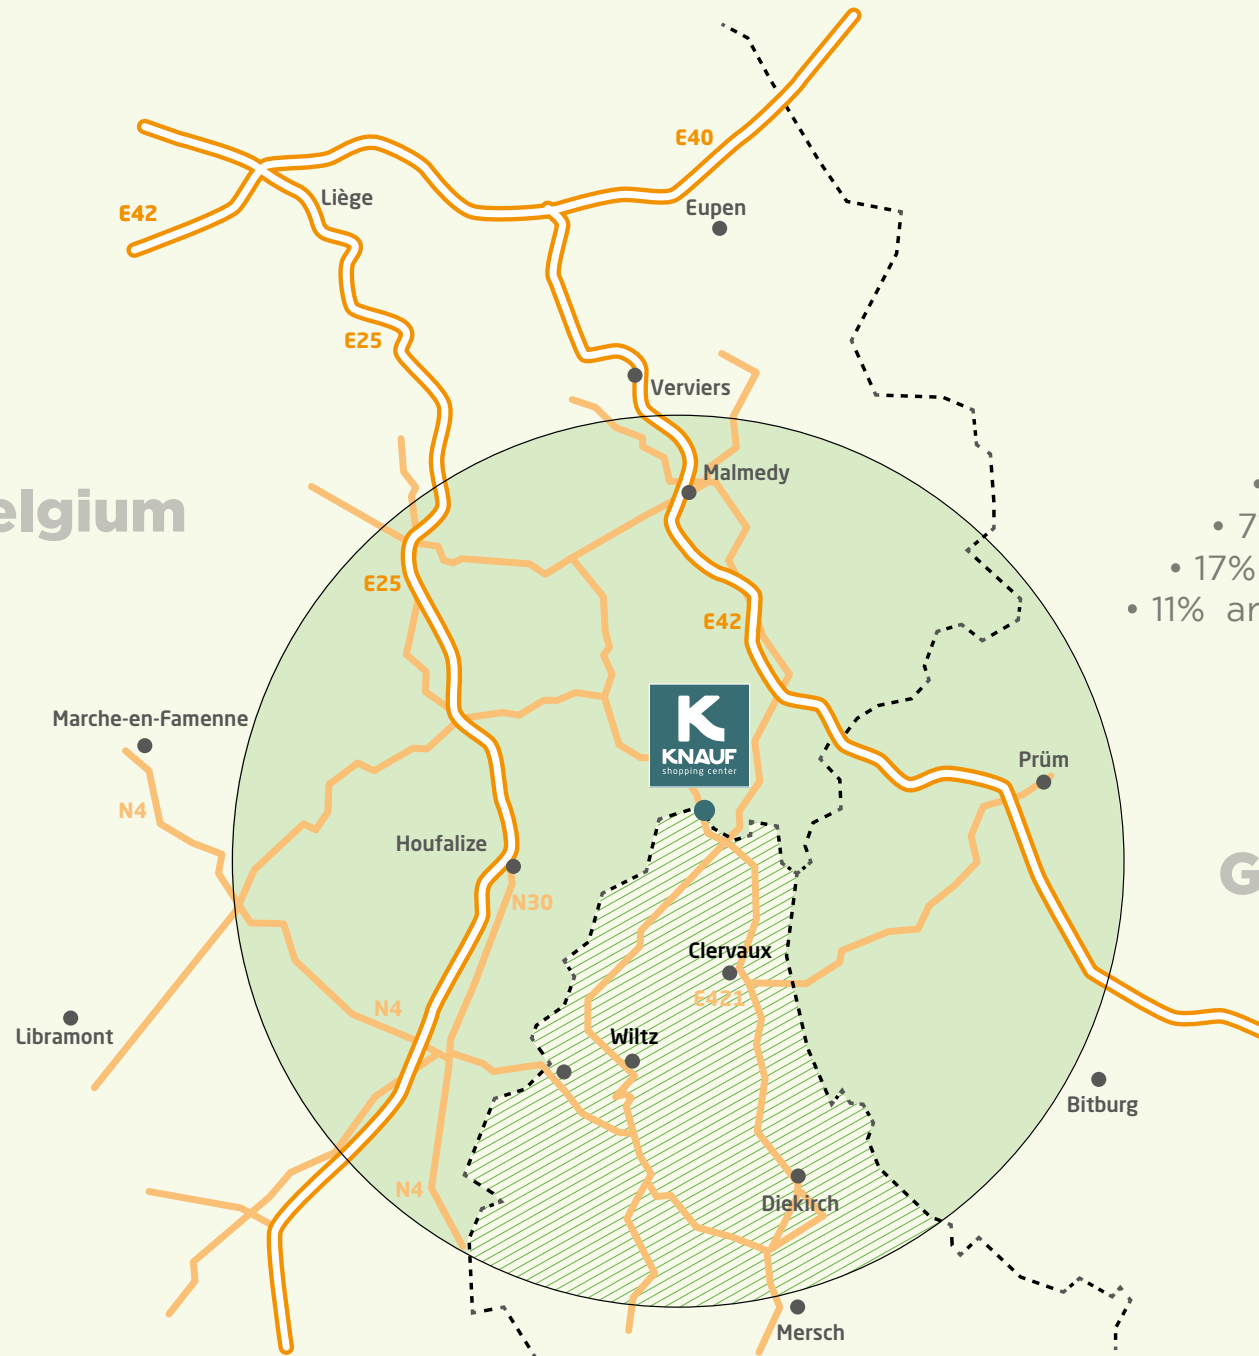 E40
Liège
E42
Eupen
E25
Verviers
Malmedy
elgium
• 7
• 17%
E25
• 11% ar
E42
Marche-en-Famenne
K
KNAUF
shopping center
Prüm
N4
Houfalize
G
N30
Clervaux
E421
N4
Libramont
Wiltz
Bitburg
N4
Diekirch
Mersch